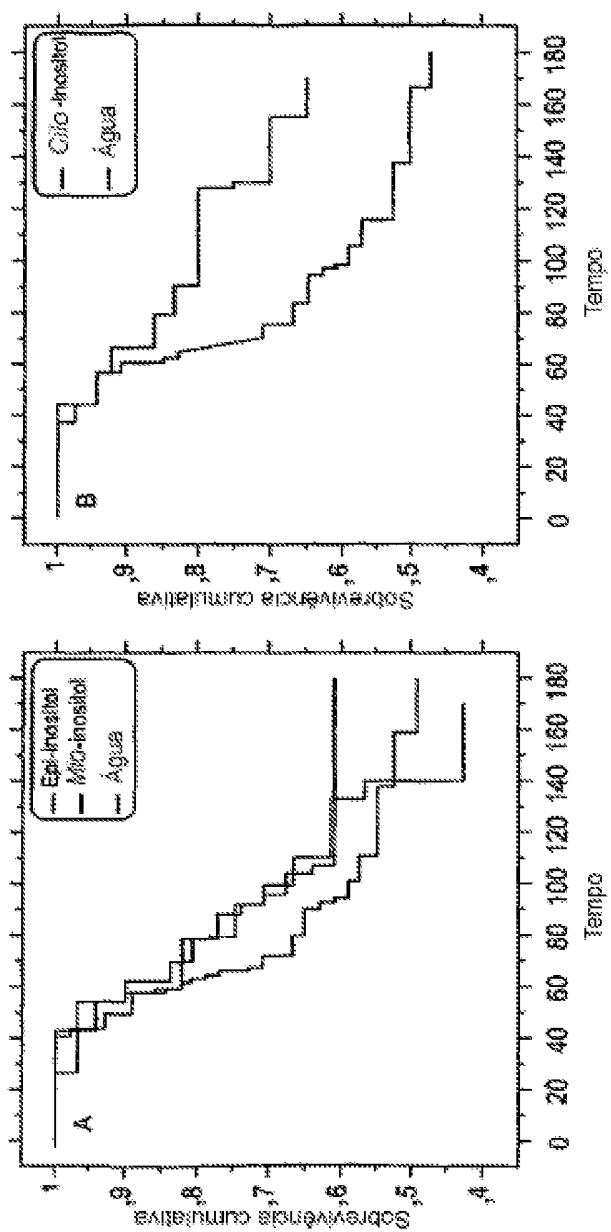 A
Epi-Inositol
Mio-Inositol
Água
Sobrevivência cumulativa
1
,9
,8
,7
,6
,5
,4
0 20 40 60 80 100 120 140 160 180
Tempo
B
Cilo -Inositol
Água
Sobrevivência cumulativa
1
,9
,8
,7
,6
,5
,4
0 20 40 60 80 100 120 140 160 180
Tempo